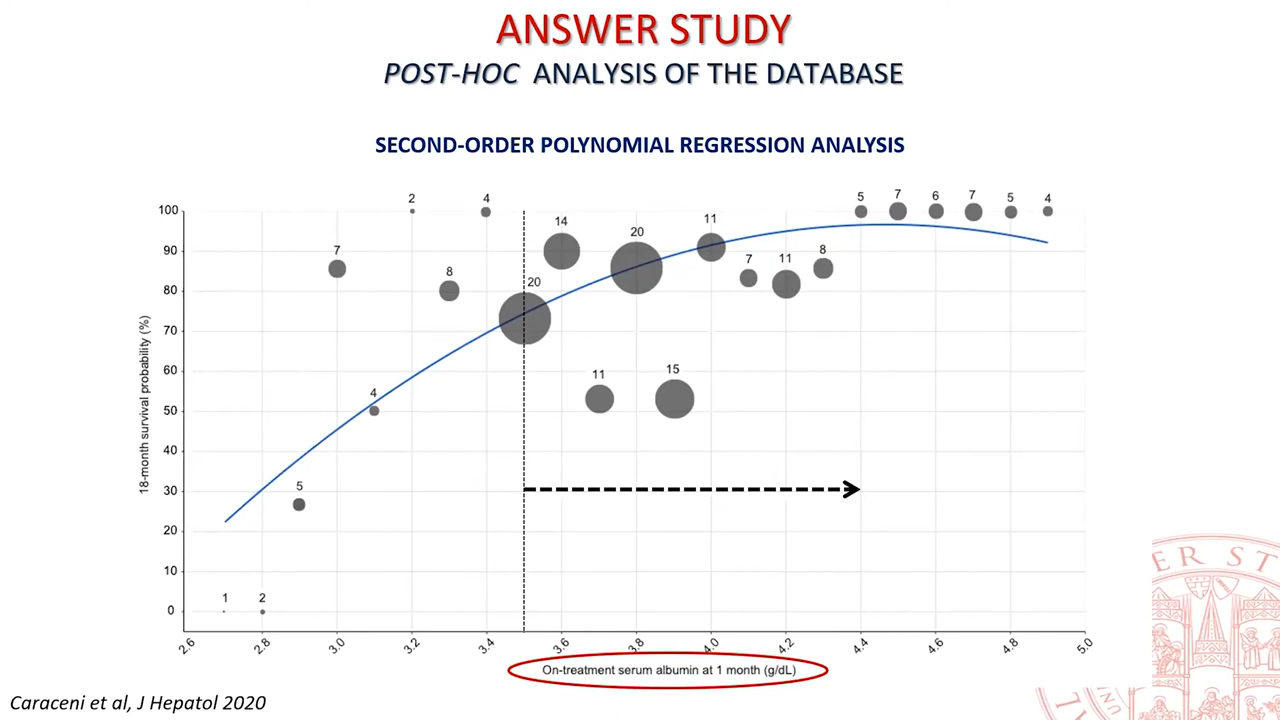 ANSWER STUDY
POST-HOC ANALYSIS OF THE DATABASE
SECOND-ORDER POLYNOMIAL REGRESSION ANALYSIS
2 4 5 7 6 7 5 4
100
14 11
20
90
7 8 7 11 8
20
80
70
11 15
60
4
50
40
5
30
20
10
1 2
0
18-month survival probability (%)
2.6 2.8 3.0 3.2 3.4 3.6 3.8 4.0 4.2 4.4 4.6 4.8 5.0
On-treatment serum albumin at 1 month (g/dL)
Caraceni et al, J Hepatol 2020
ER ST